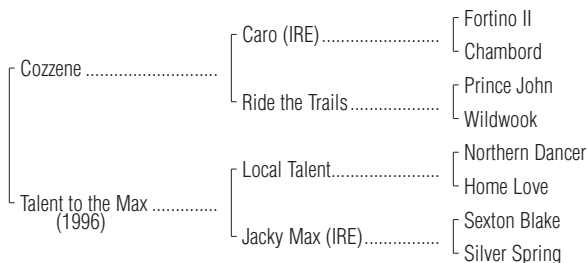 Fortino II
Caro (IRE)
Chambord
Cozzene
Prince John
Ride the Trails
Wildwook
Northern Dancer
Local Talent
Home Love
Talent to the Max
(1996)
Sexton Blake
Jacky Max (IRE)
Silver Spring